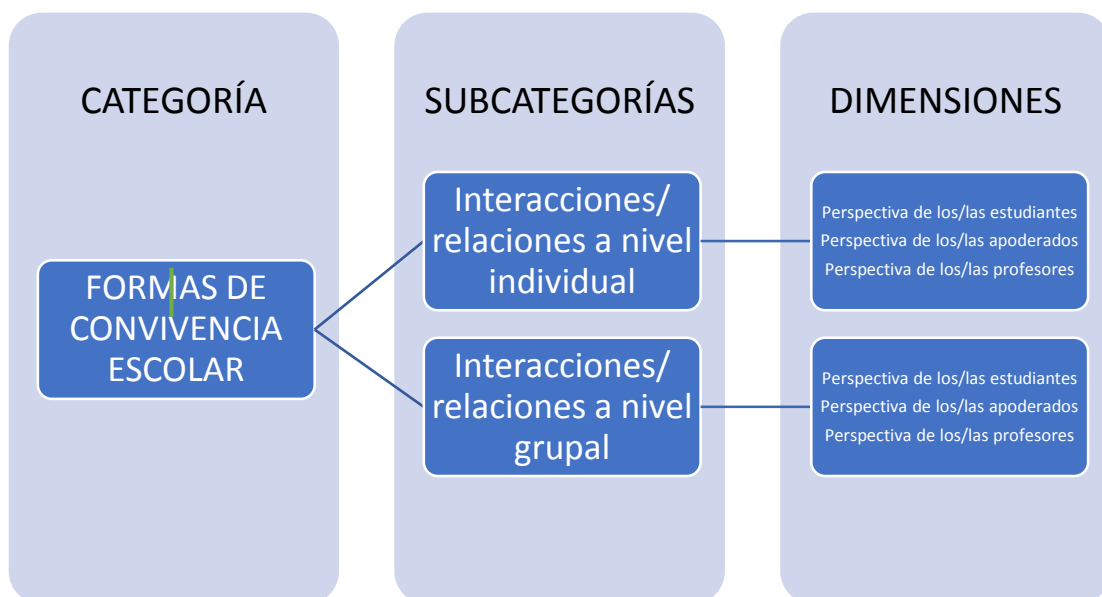 CATEGORÍA
FORMAS DE
CONVIVENCIA
ESCOLAR
SUBCATEGORÍAS
Interacciones/
relaciones a nivel
individual
Interacciones/
relaciones a nivel
grupal
DIMENSIONES
Perspectiva de los/las estudiantes
Perspectiva de los/las apoderados
Perspectiva de los/las profesores
Perspectiva de los/las estudiantes
Perspectiva de los/las apoderados
Perspectiva de los/las profesores